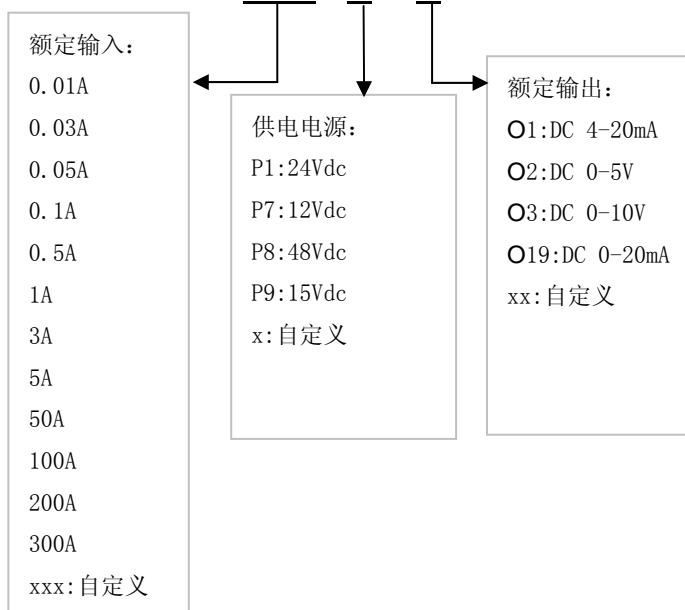 额定输入：
0.01A
0.03A
0.05A
0.1A
0.5A
1A
3A
5A
50A
100A
200A
300A
xxx:自定义
供电电源：
P1:24Vdc
P7:12Vdc
P8:48Vdc
P9:15Vdc
x:自定义
额定输出：
O1:DC 4-20mA
O2:DC 0-5V
O3:DC 0-10V
O19:DC 0-20mA
xx:自定义